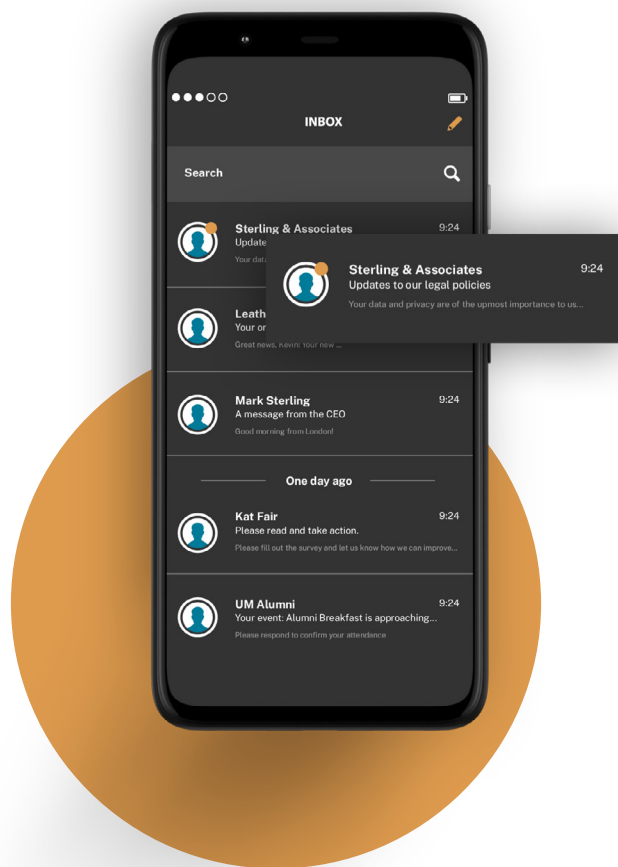 INBOX
Search
Sterling & Associates 9:24
Update
Your data
Sterling & Associates 9:24
Updates to our legal policies
Your data and privacy are of the upmost importance to us...
Leath
Your or
Great news, Kevin! Your new ...
Mark Sterling 9:24
A message from the CEO
Good morning from London!
One day ago
Kat Fair 9:24
Please read and take action.
Please fill out the survey and let us know how we can improve...
UM Alumni 9:24
Your event: Alumni Breakfast is approaching...
Please respond to confirm your attendance